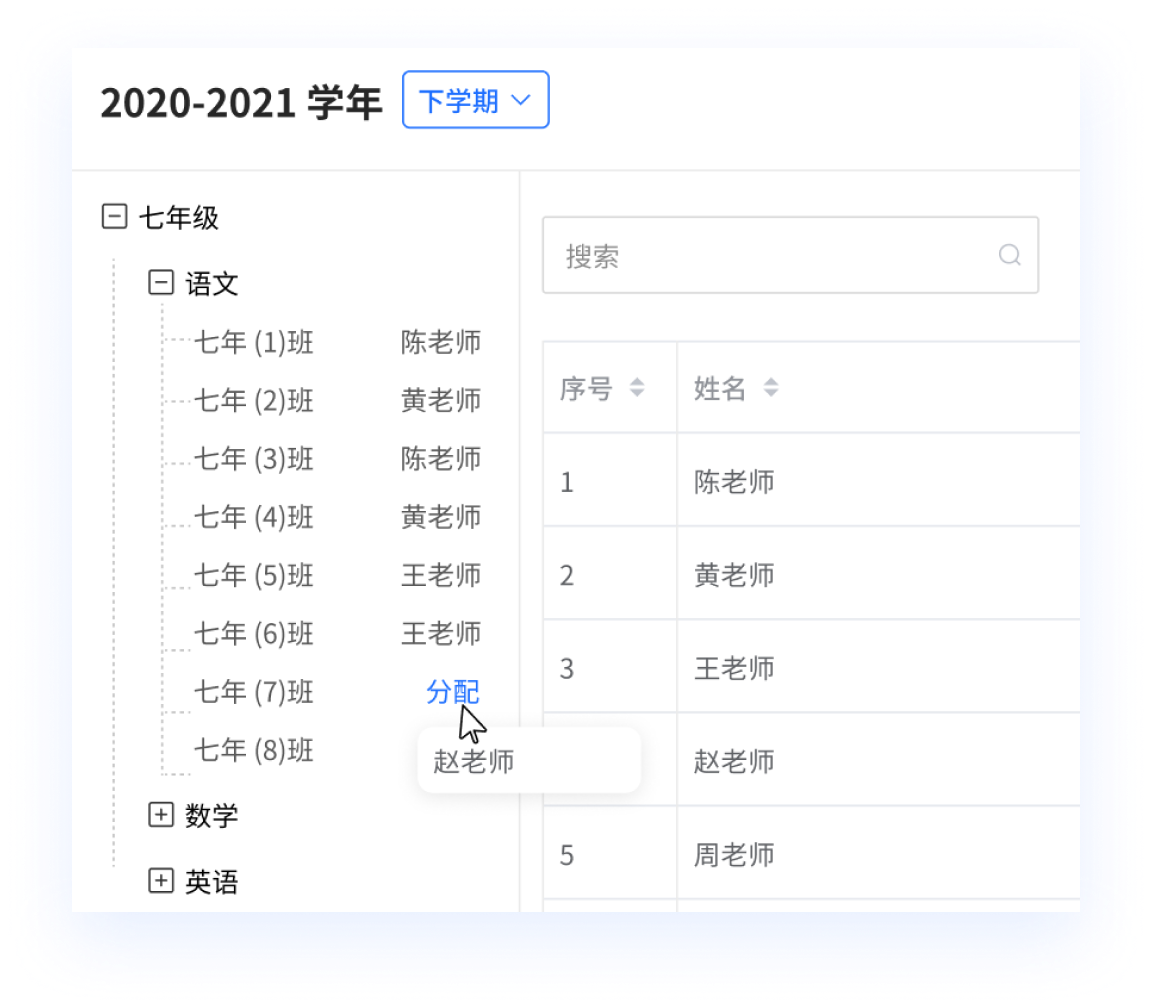 2020-2021 学年 下学期
七年级
语文
七年 (1)班 陈老师
七年 (2)班 黄老师
七年 (3)班 陈老师
七年 (4)班 黄老师
七年 (5)班 王老师
七年 (6)班 王老师
七年 (7)班 分配
七年 (8)班
赵老师
数学
英语
搜索
序号 姓名
1 陈老师
2 黄老师
3 王老师
赵老师
5 周老师